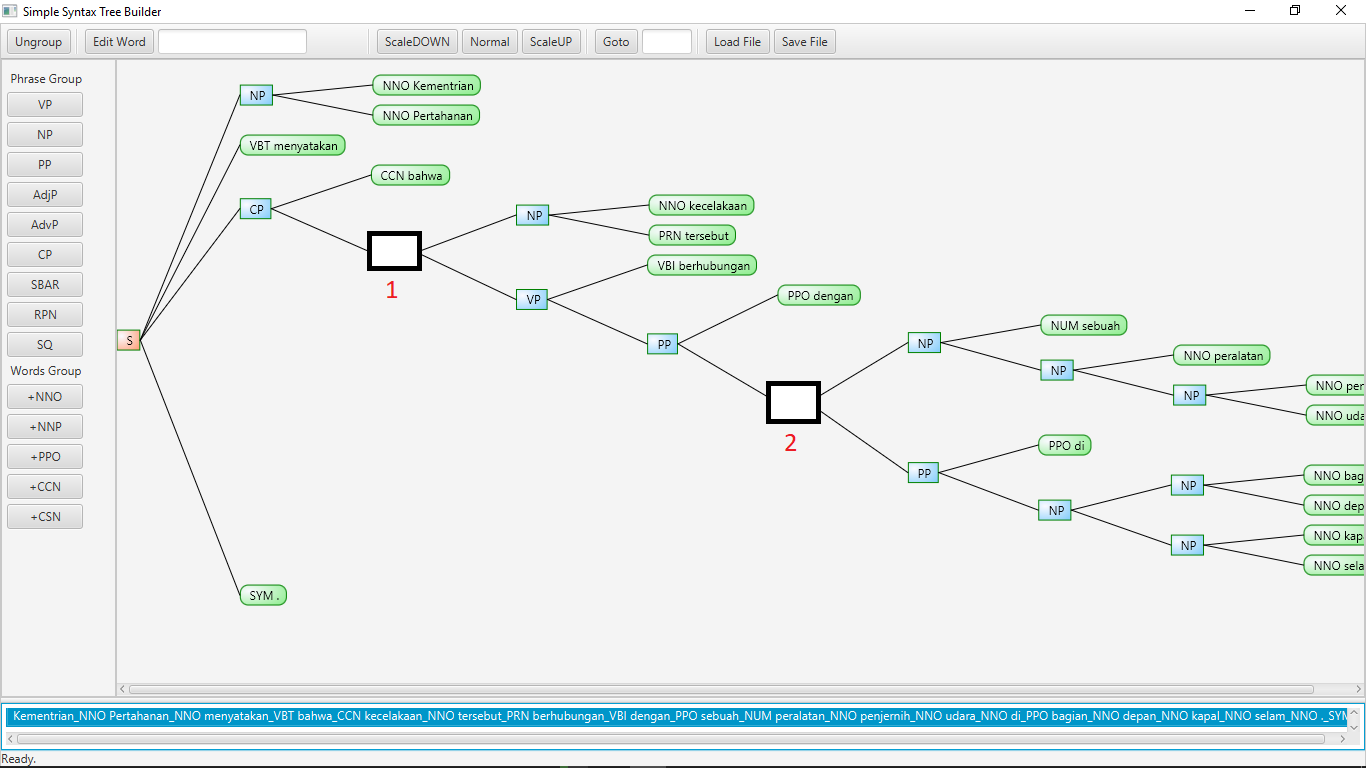 Simple Syntax Tree Builder
Ungroup Edit Word ScaleDOWN Normal ScaleUP Goto Load File Save File
Phrase Group
VP
NP
PP
AdjP
AdvP
CP
SBAR
RPN
SQ
Words Group
+NNO
+NNP
+PPO
+CCN
+CSN
S
NP
NNO Kementrian
NNO Pertahanan
VBT menyatakan
CP
CCN bahwa
1
NP
NNO kecelakaan
PRN tersebut
VP
VBI berhubungan
PP
PPO dengan
2
NP
NUM sebuah
NP
NNO peralatan
NP
NNO pen
NNO uda
PP
PPO di
NP
NP
NNO bag
NNO dep
NP
NNO kapa
NNO sela
SYM .
Kementrian_NNO Pertahanan_NNO menyatakan_VBT bahwa_CCN kecelakaan_NNO tersebut_PRN berhubungan_VBI dengan_PPO sebuah_NUM peralatan_NNO penjernih_NNO udara_NNO di_PPO bagian_NNO depan_NNO kapal_NNO selam_NNO ._SYM
Ready.